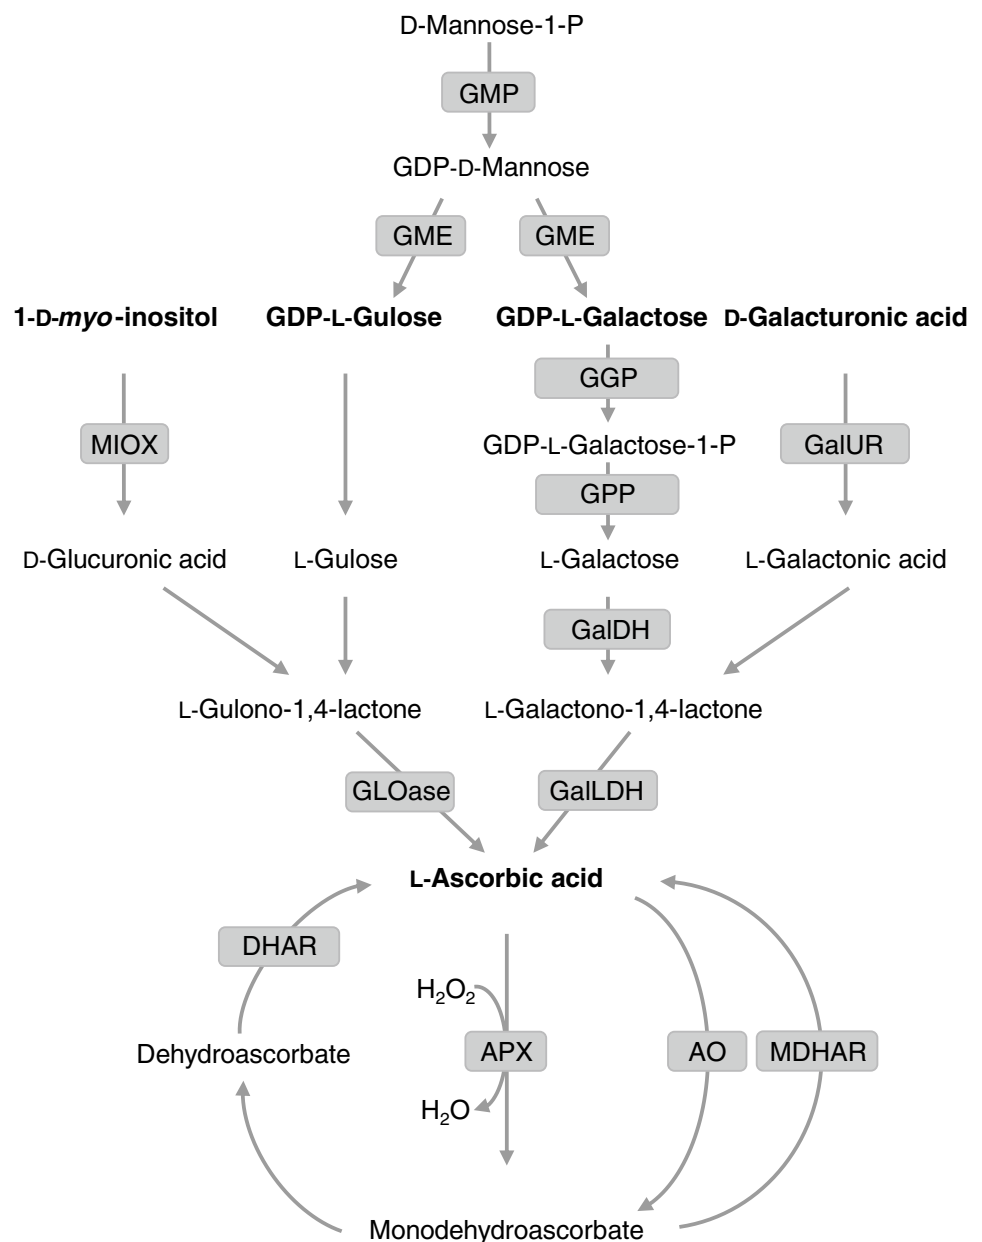 D-Mannose-1-P
GMP
GDP-D-Mannose
GME GME
1-D-myo-inositol GDP-L-Gulose GDP-L-Galactose D-Galacturonic acid
GGP
MIOX GDP-L-Galactose-1-P GalUR
GPP
D-Glucuronic acid L-Gulose L-Galactose L-Galactonic acid
GalDH
L-Gulono-1,4-lactone L-Galactono-1,4-lactone
GLOase GalLDH
L-Ascorbic acid
DHAR
H2O2
Dehydroascorbate APX AO MDHAR
H2O
Monodehydroascorbate